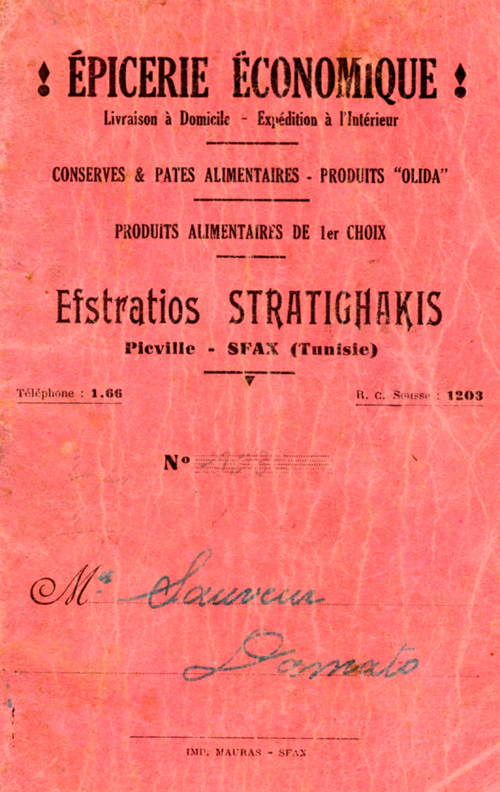 ÉPICERIE ÉCONOMIQUE
Livraison à Domicile - Expédition à l'Intérieur
CONSERVES & PATES ALIMENTAIRES - PRODUITS "OLIDA"
PRODUITS ALIMENTAIRES DE 1er CHOIX
Efstratios STRATIGHAKIS
Picville - SFAX (Tunisie)
Téléphone : 1.66
R. C. Sousse : 1203
Nº
Mr Sauveur
Damato
IMP. MAURAS - SFAX